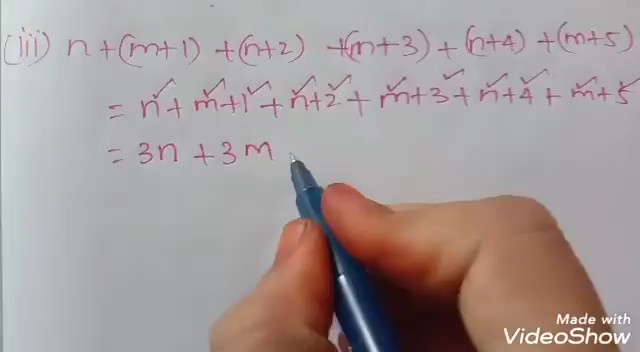 (iii) n + (m+1) + (n+2) + (m+3) + (n+4) + (m+5)
= n + m + 1 + n + 2 + m + 3 + n + 4 + m + 5
= 3n + 3m
Made with
VideoShow